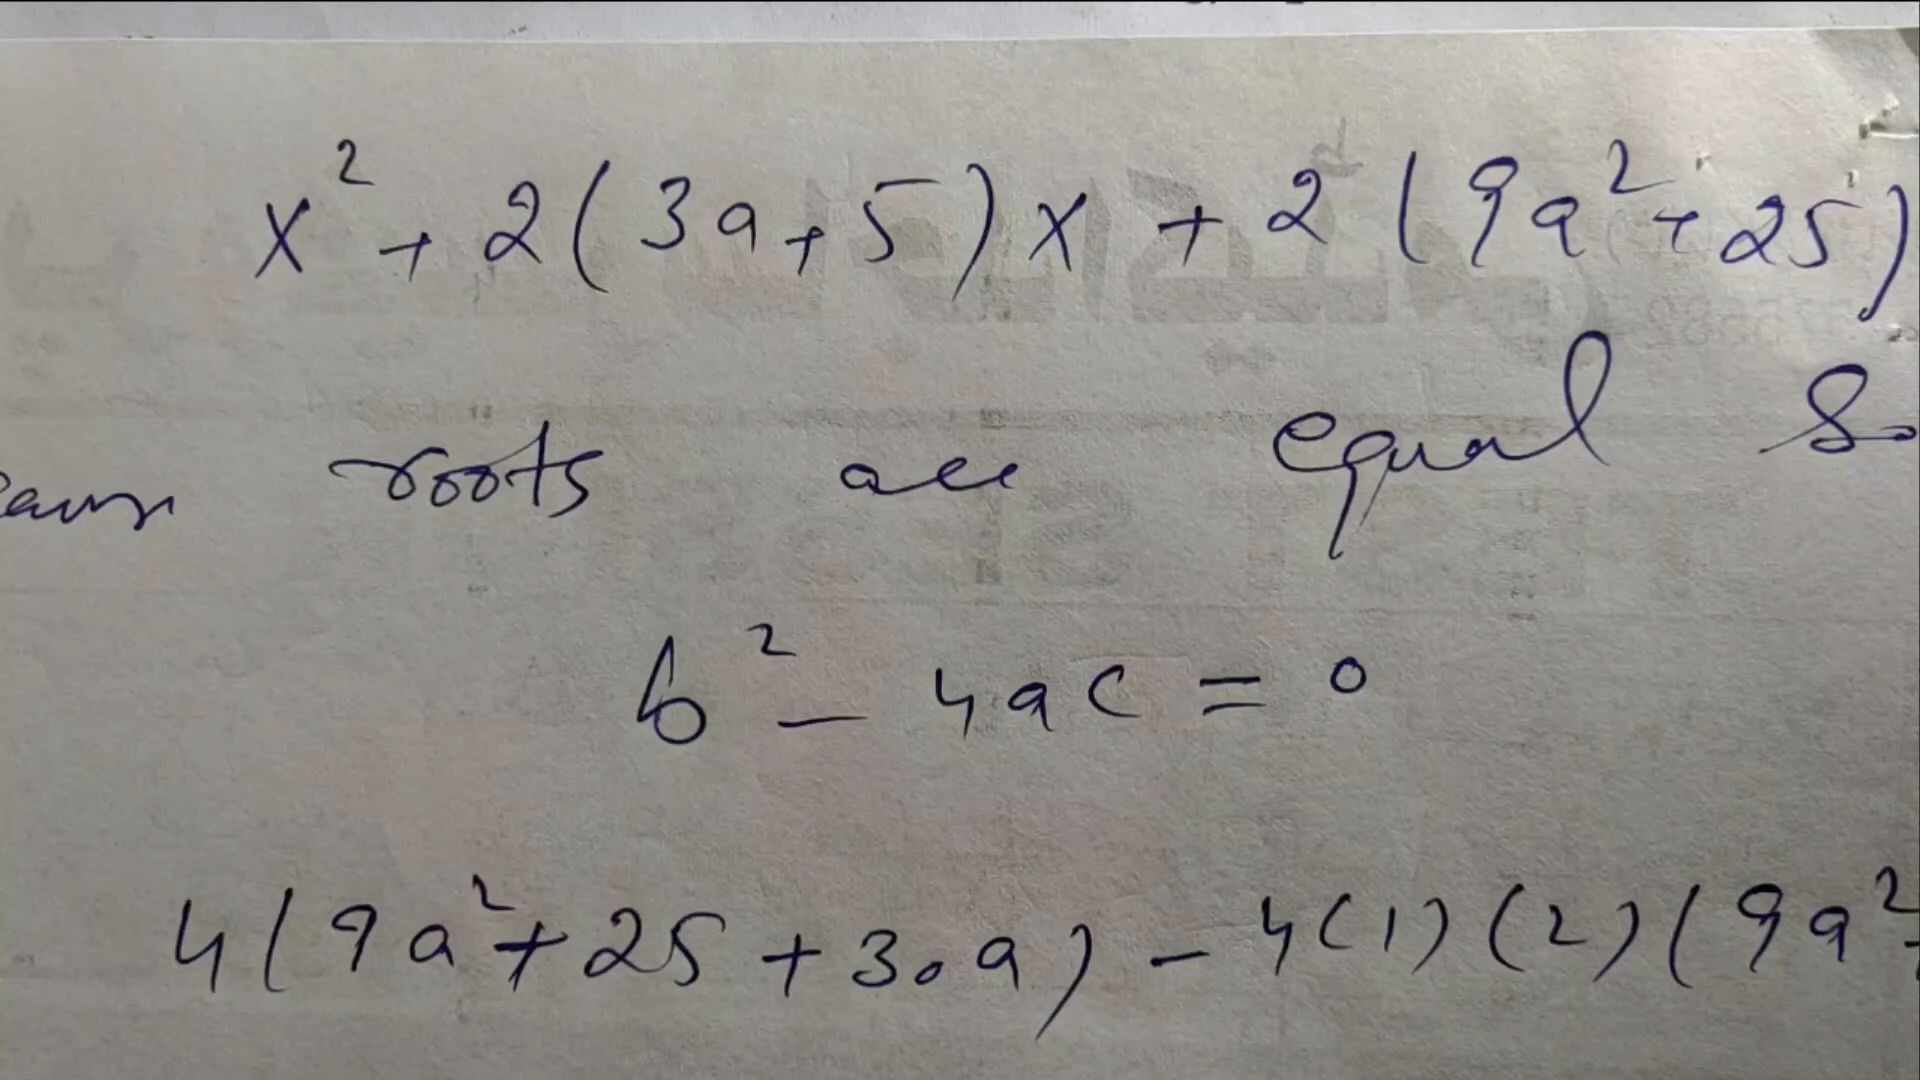 x² + 2(3a+5)x + 2(9a²+25)
roots are equal So
b² - 4ac = 0
4(9a²+25+30a) - 4(1)(2)(9a²+